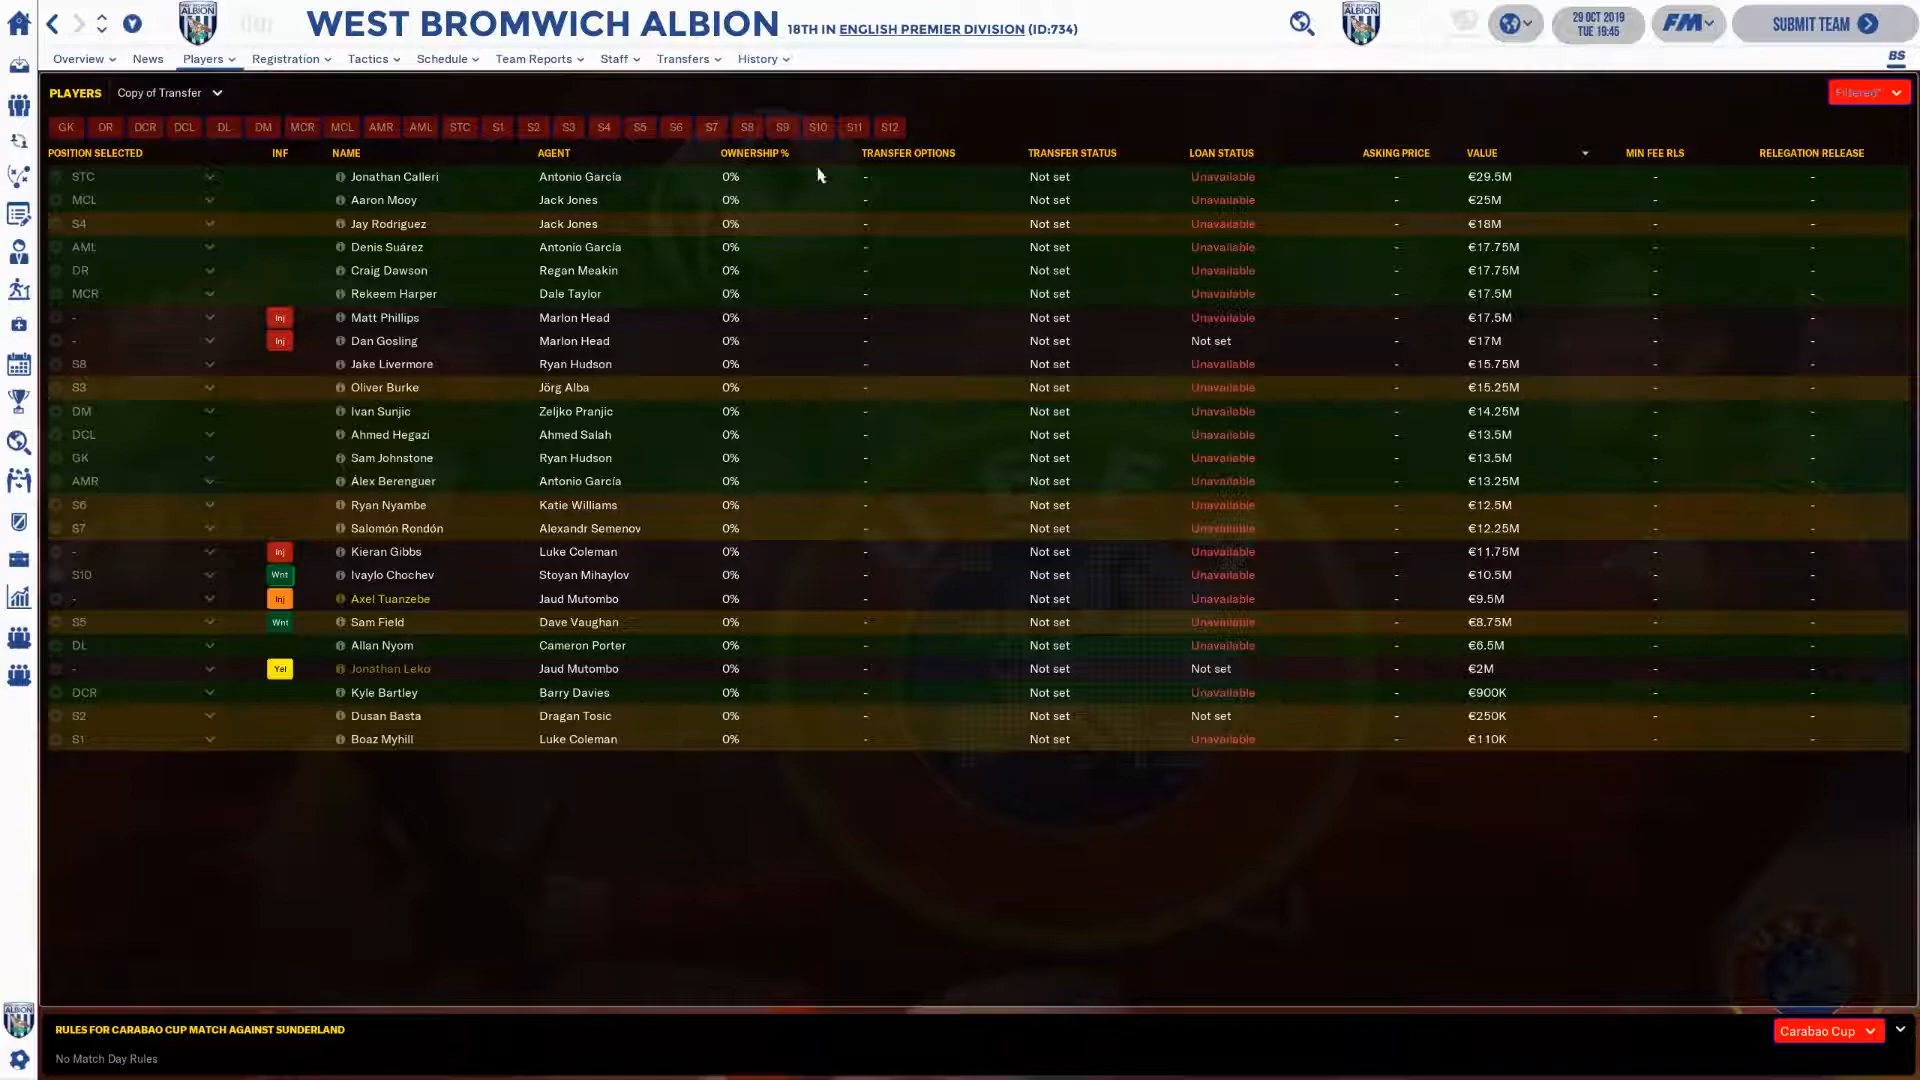 WEST BROMWICH ALBION 18TH IN ENGLISH PREMIER DIVISION (ID:734)
29 OCT 2019
TUE 19:45
FM
SUBMIT TEAM
Overview News Players Registration Tactics Schedule Team Reports Staff Transfers History BS
PLAYERS Copy of Transfer Filtered*
GK DR DCR DCL DL DM MCR MCL AMR AML STC S1 S2 S3 S4 S5 S6 S7 S8 S9 S10 S11 S12
POSITION SELECTED INF NAME AGENT OWNERSHIP % TRANSFER OPTIONS TRANSFER STATUS LOAN STATUS ASKING PRICE VALUE MIN FEE RLS RELEGATION RELEASE
STC Jonathan Calleri Antonio García 0% - Not set Unavailable - €29.5M - -
MCL Aaron Mooy Jack Jones 0% - Not set Unavailable - €25M - -
S4 Jay Rodriguez Jack Jones 0% - Not set Unavailable - €18M - -
AML Denis Suárez Antonio García 0% - Not set Unavailable - €17.75M - -
DR Craig Dawson Regan Meakin 0% - Not set Unavailable - €17.75M - -
MCR Rekeem Harper Dale Taylor 0% - Not set Unavailable - €17.5M - -
- Inj Matt Phillips Marlon Head 0% - Not set Unavailable - €17.5M - -
- Inj Dan Gosling Marlon Head 0% - Not set Not set - €17M - -
S8 Jake Livermore Ryan Hudson 0% - Not set Unavailable - €15.75M - -
S3 Oliver Burke Jörg Alba 0% - Not set Unavailable - €15.25M - -
DM Ivan Sunjic Zeljko Pranjic 0% - Not set Unavailable - €14.25M - -
DCL Ahmed Hegazi Ahmed Salah 0% - Not set Unavailable - €13.5M - -
GK Sam Johnstone Ryan Hudson 0% - Not set Unavailable - €13.5M - -
AMR Álex Berenguer Antonio García 0% - Not set Unavailable - €13.25M - -
S6 Ryan Nyambe Katie Williams 0% - Not set Unavailable - €12.5M - -
S7 Salomón Rondón Alexandr Semenov 0% - Not set Unavailable - €12.25M - -
- Inj Kieran Gibbs Luke Coleman 0% - Not set Unavailable - €11.75M - -
S10 Wnt Ivaylo Chochev Stoyan Mihaylov 0% - Not set Unavailable - €10.5M - -
- Inj Axel Tuanzebe Jaud Mutombo 0% - Not set Unavailable - €9.5M - -
S5 Wnt Sam Field Dave Vaughan 0% - Not set Unavailable - €8.75M - -
DL Allan Nyom Cameron Porter 0% - Not set Unavailable - €6.5M - -
- Yel Jonathan Leko Jaud Mutombo 0% - Not set Not set - €2M - -
DCR Kyle Bartley Barry Davies 0% - Not set Unavailable - €900K - -
S2 Dusan Basta Dragan Tosic 0% - Not set Not set - €250K - -
S1 Boaz Myhill Luke Coleman 0% - Not set Unavailable - €110K - -
RULES FOR CARABAO CUP MATCH AGAINST SUNDERLAND
Carabao Cup
No Match Day Rules